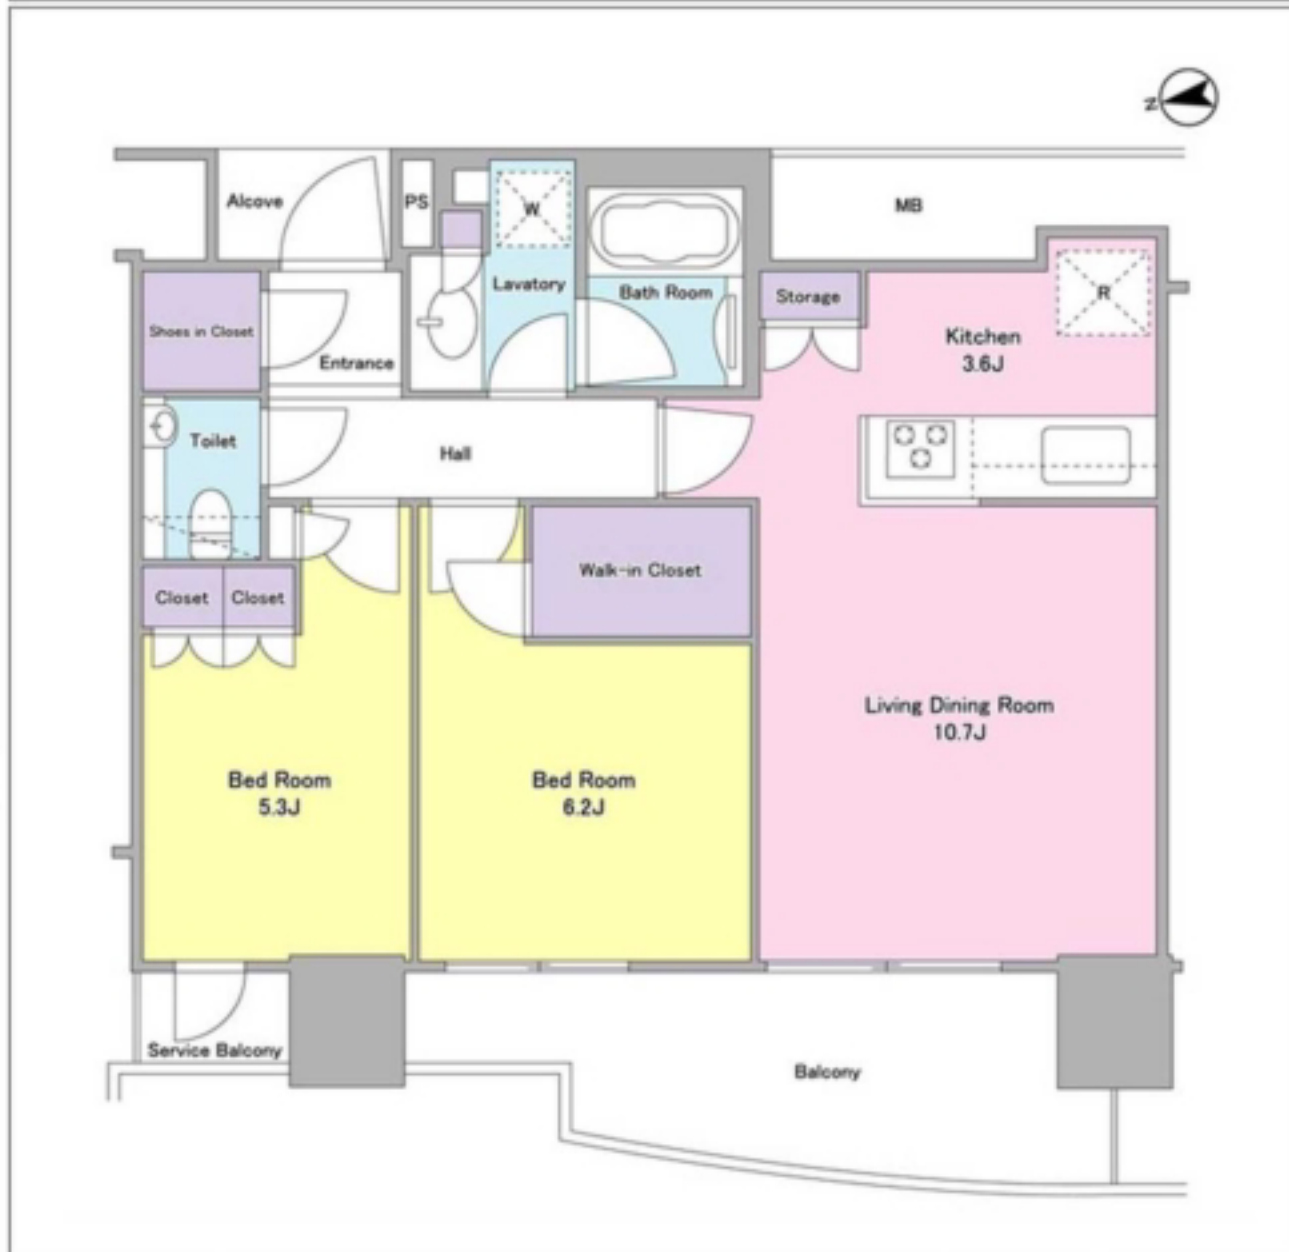 N
Alcove
PS
W
MB
Lavatory
Bath Room
Storage
R
Shoes in Closet
Entrance
Kitchen
3.6J
Toilet
Hall
Walk-in Closet
Closet
Closet
Living Dining Room
10.7J
Bed Room
5.3J
Bed Room
6.2J
Service Balcony
Balcony